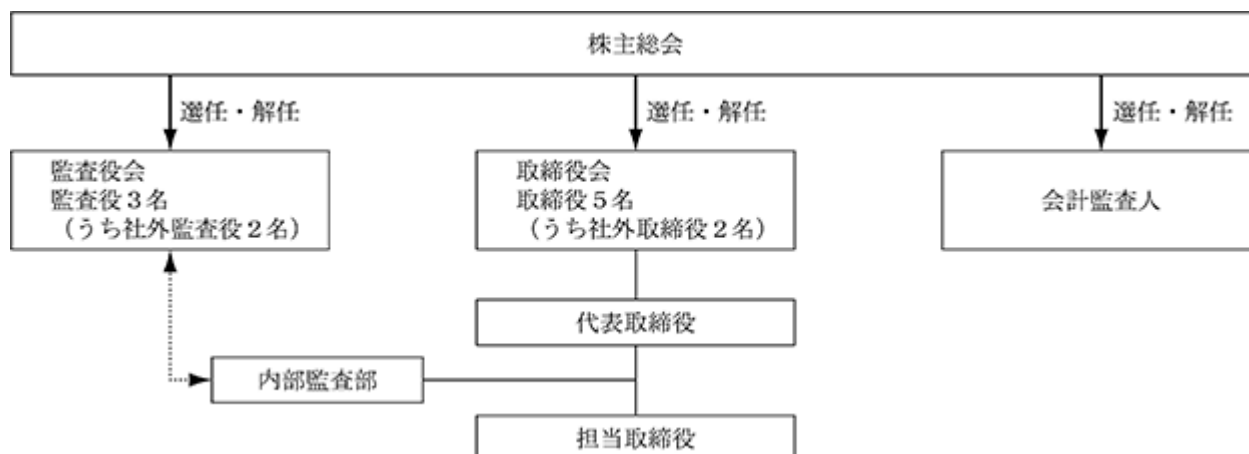 株主総会
選任・解任
選任・解任
選任・解任
監査役会
監査役３名
（うち社外監査役２名）
取締役会
取締役５名
（うち社外取締役２名）
会計監査人
代表取締役
内部監査部
担当取締役